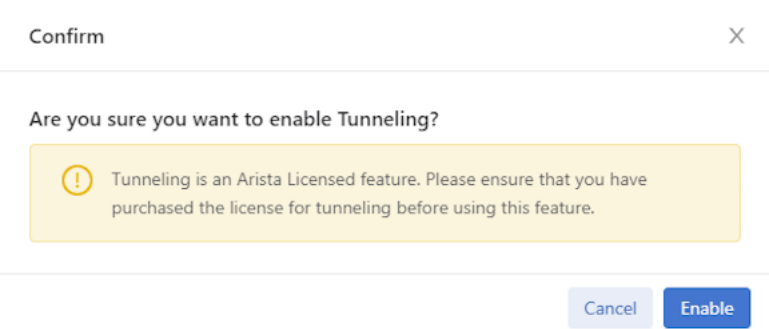 Confirm
Are you sure you want to enable Tunneling?
Tunneling is an Arista Licensed feature. Please ensure that you have
purchased the license for tunneling before using this feature.
Cancel
Enable